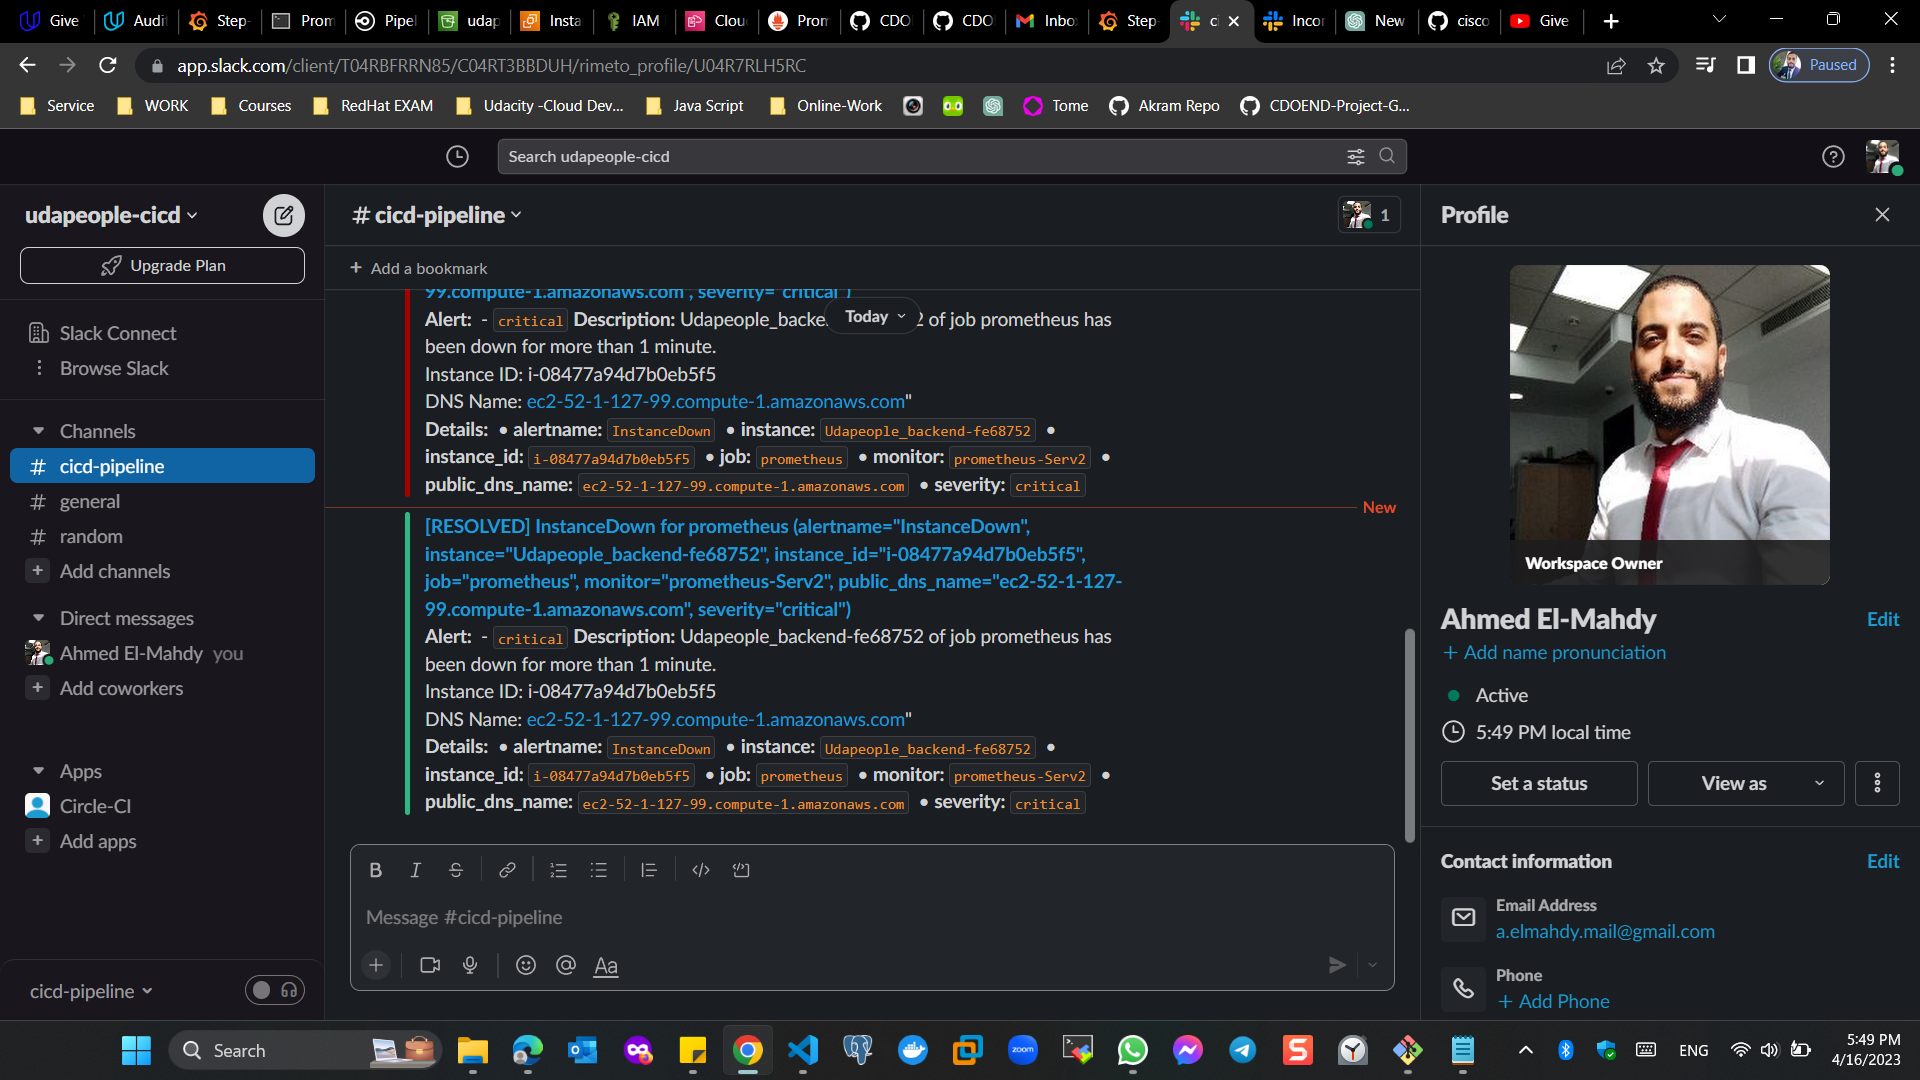 Give
Audit
Step-
Prom
Pipel
udap
Insta
IAM
Clou
Prom
CDO
CDO
Inbox
Step-
ci
Incor
New
cisco
Give
app.slack.com/client/T04RBFRRN85/C04RT3BBDUH/rimeto_profile/U04R7RLH5RC
Paused
Service
WORK
Courses
RedHat EXAM
Udacity -Cloud Dev...
Java Script
Online-Work
Tome
Akram Repo
CDOEND-Project-G...
Search udapeople-cicd
udapeople-cicd
Upgrade Plan
Slack Connect
Browse Slack
Channels
# cicd-pipeline
# general
# random
+ Add channels
Direct messages
Ahmed El-Mahdy you
+ Add coworkers
Apps
Circle-CI
+ Add apps
cicd-pipeline
# cicd-pipeline
1
+ Add a bookmark
99.compute-1.amazonaws.com", severity="critical")
Today
Alert: - critical Description: Udapeople_backe 2 of job prometheus has
been down for more than 1 minute.
Instance ID: i-08477a94d7b0eb5f5
DNS Name: ec2-52-1-127-99.compute-1.amazonaws.com"
Details: • alertname: InstanceDown • instance: Udapeople_backend-fe68752 •
instance_id: i-08477a94d7b0eb5f5 • job: prometheus • monitor: prometheus-Serv2 •
public_dns_name: ec2-52-1-127-99.compute-1.amazonaws.com • severity: critical
New
[RESOLVED] InstanceDown for prometheus (alertname="InstanceDown",
instance="Udapeople_backend-fe68752", instance_id="i-08477a94d7b0eb5f5",
job="prometheus", monitor="prometheus-Serv2", public_dns_name="ec2-52-1-127-
99.compute-1.amazonaws.com", severity="critical")
Alert: - critical Description: Udapeople_backend-fe68752 of job prometheus has
been down for more than 1 minute.
Instance ID: i-08477a94d7b0eb5f5
DNS Name: ec2-52-1-127-99.compute-1.amazonaws.com"
Details: • alertname: InstanceDown • instance: Udapeople_backend-fe68752 •
instance_id: i-08477a94d7b0eb5f5 • job: prometheus • monitor: prometheus-Serv2 •
public_dns_name: ec2-52-1-127-99.compute-1.amazonaws.com • severity: critical
Message #cicd-pipeline
Aa
Profile
Workspace Owner
Ahmed El-Mahdy
Edit
+ Add name pronunciation
Active
5:49 PM local time
Set a status
View as
Contact information
Edit
Email Address
a.elmahdy.mail@gmail.com
Phone
+ Add Phone
Search
zoom
ENG
5:49 PM
4/16/2023